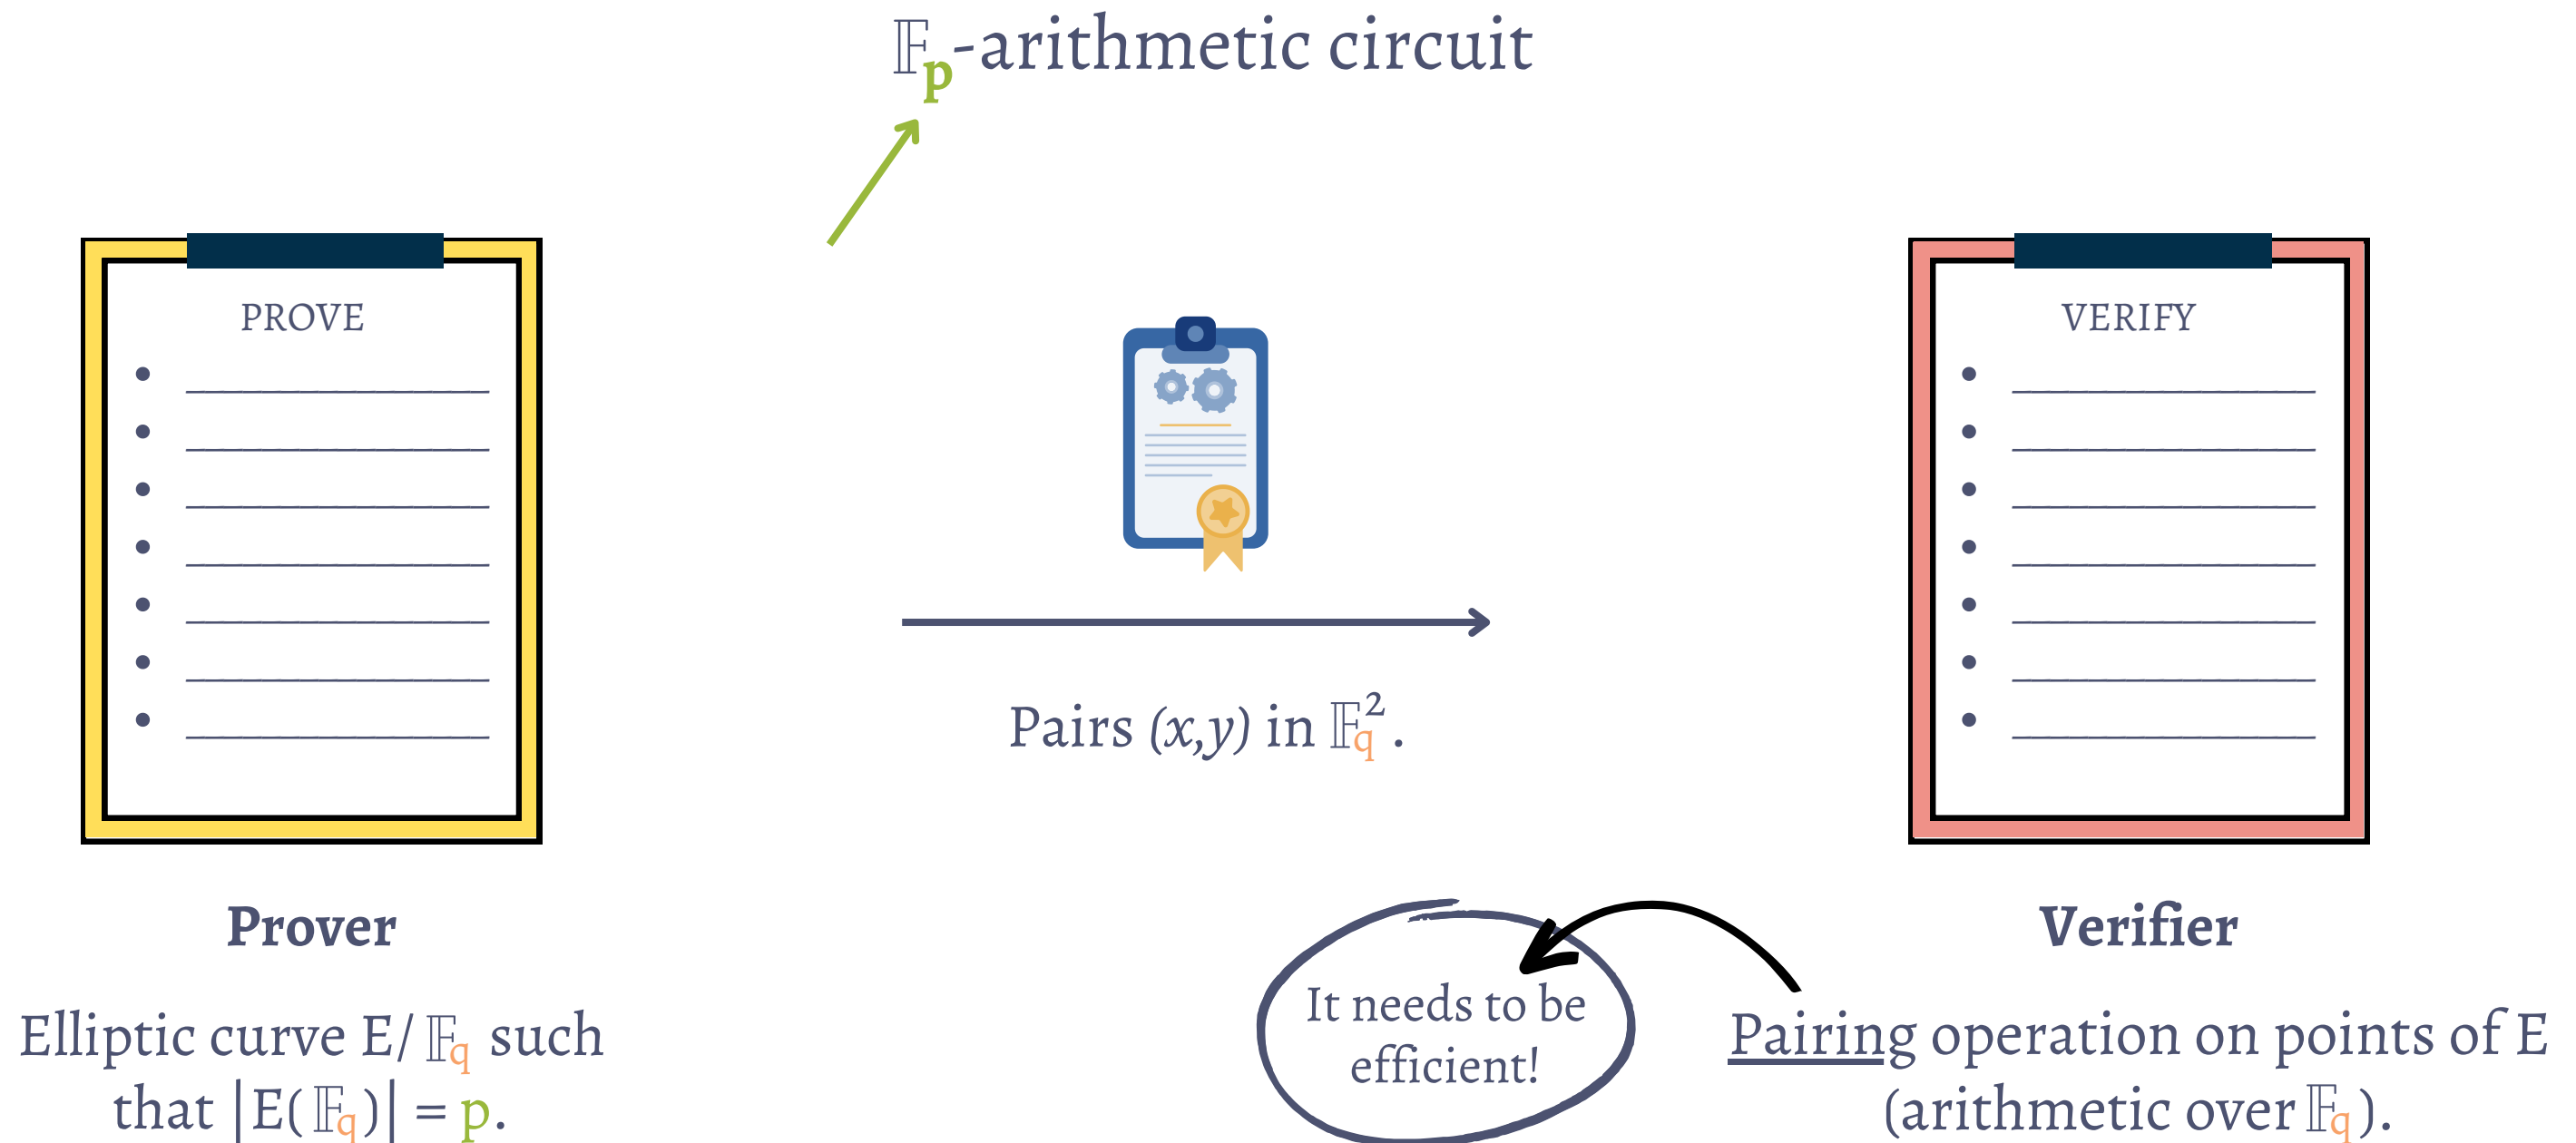 𝔽p-arithmetic circuit
PROVE
VERIFY
Pairs (x,y) in 𝔽q².
Prover
Elliptic curve E/ 𝔽q such
that |E( 𝔽q )| = p.
It needs to be
efficient!
Verifier
Pairing operation on points of E
(arithmetic over 𝔽q ).